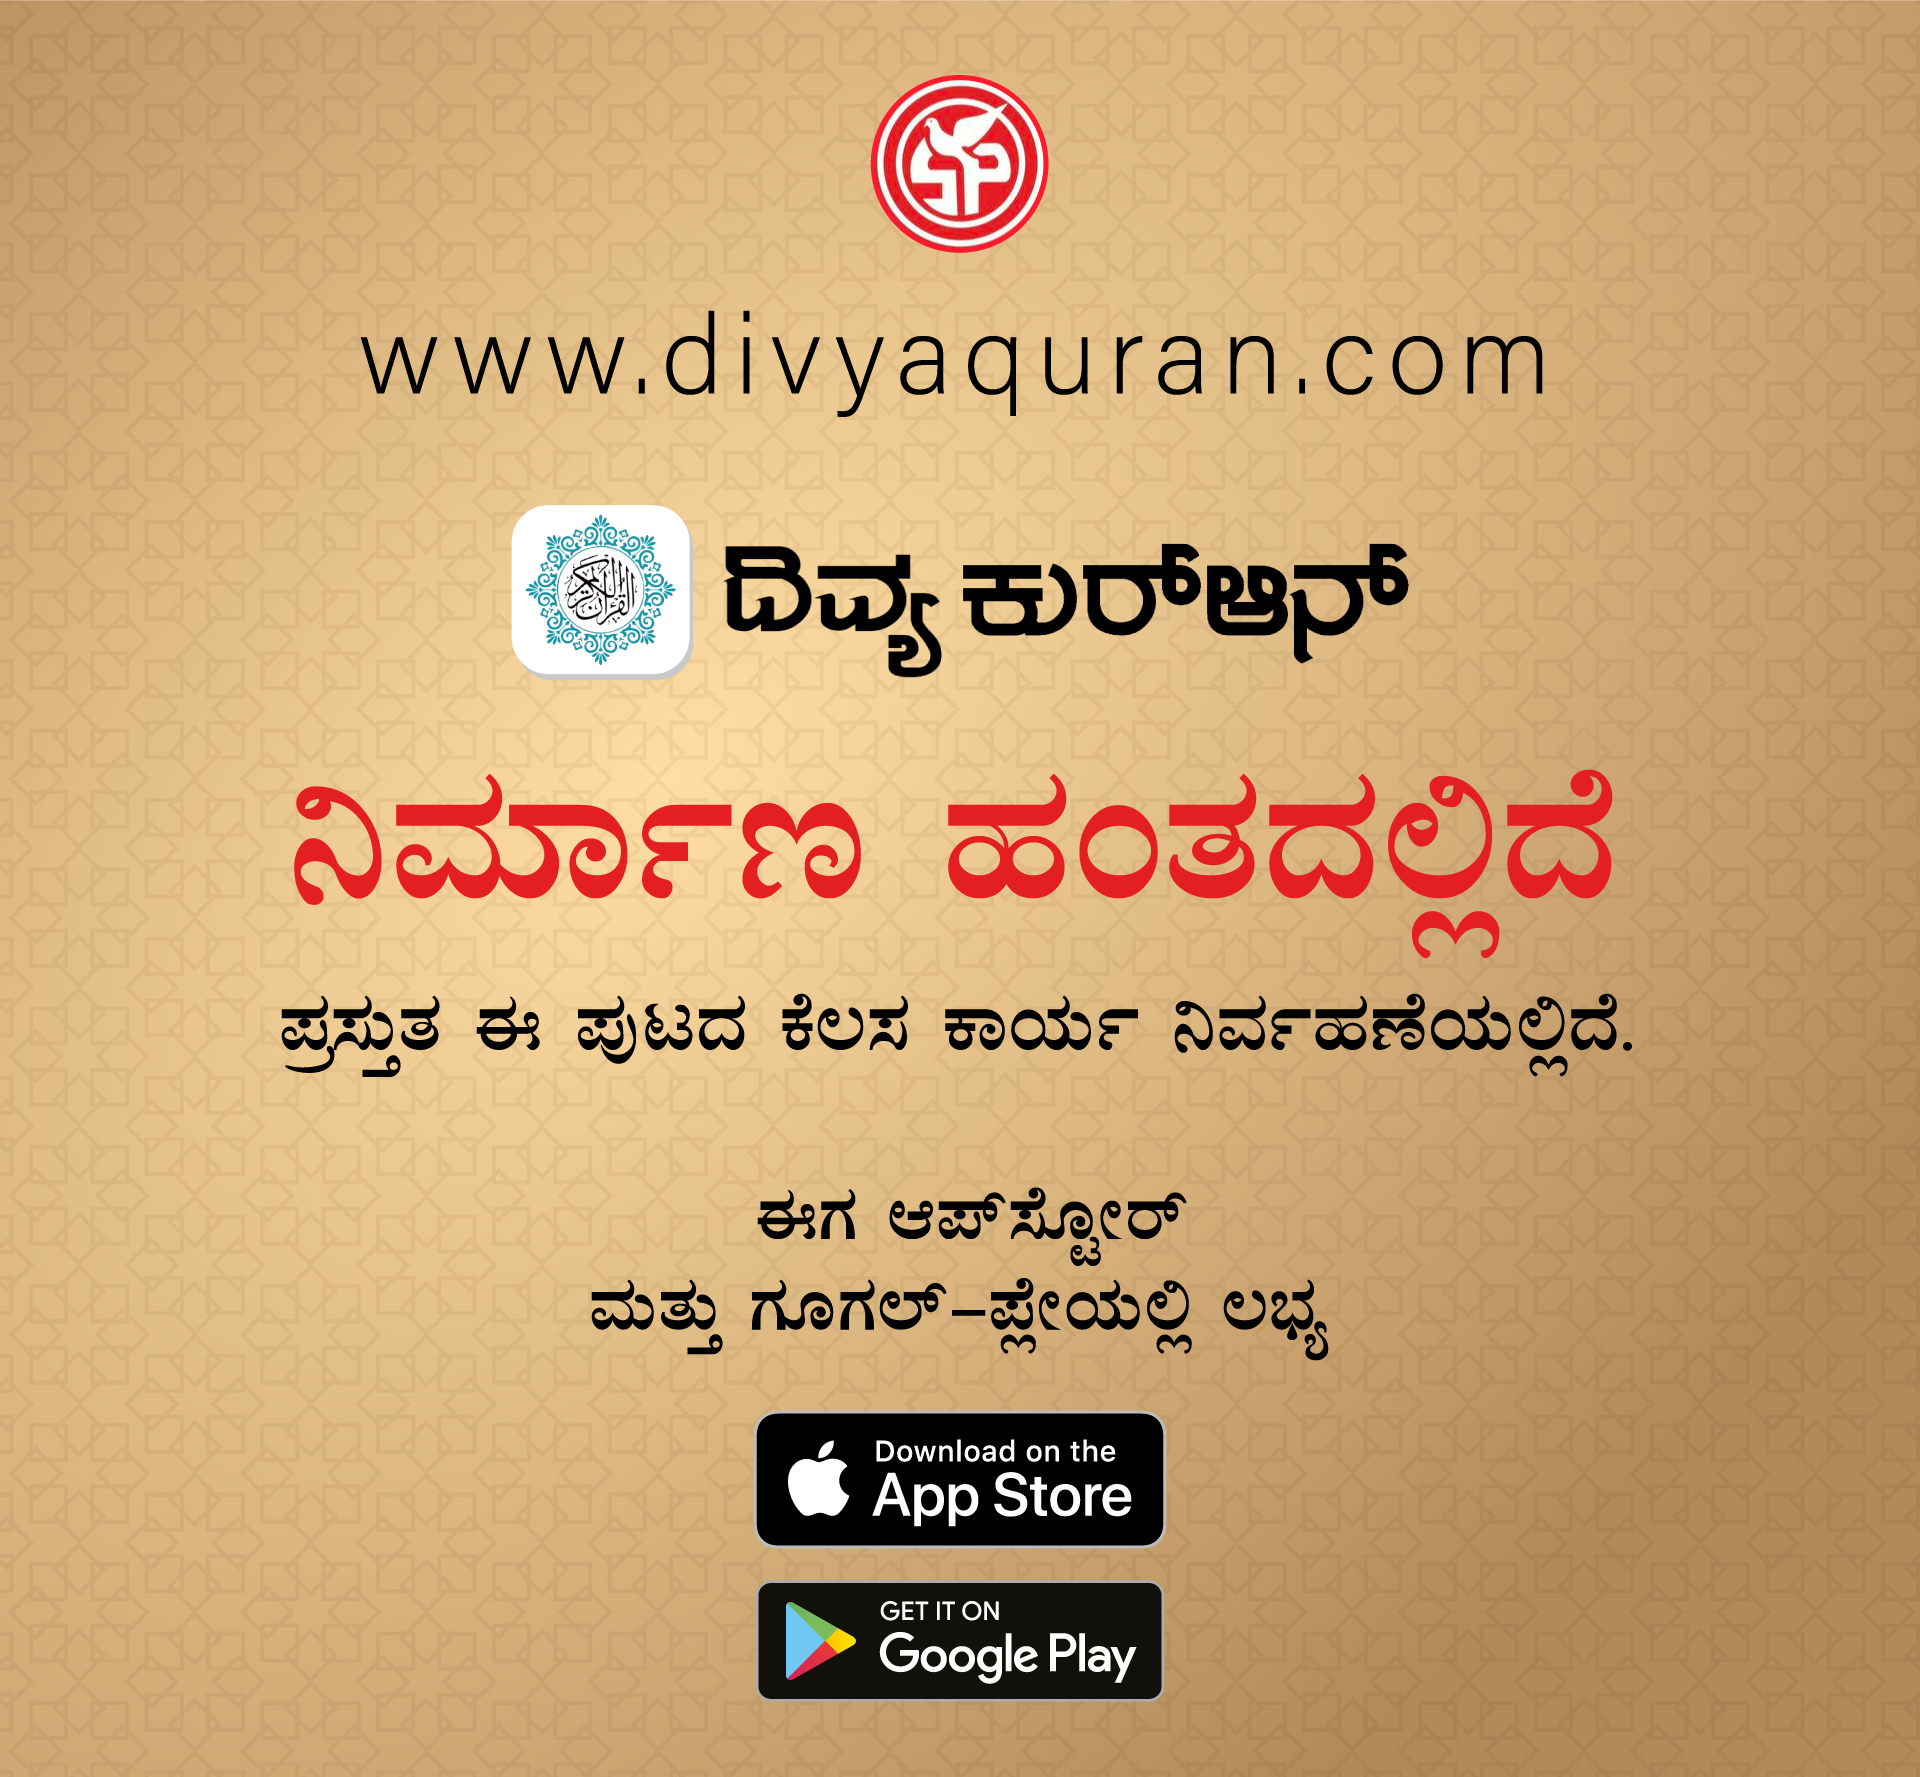 www.divyaquran.com
ದಿವ್ಯ ಕುರ್‌ಆನ್
ನಿರ್ಮಾಣ ಹಂತದಲ್ಲಿದೆ
ಪ್ರಸ್ತುತ ಈ ಪುಟದ ಕೆಲಸ ಕಾರ್ಯ ನಿರ್ವಹಣೆಯಲ್ಲಿದೆ.
ಈಗ ಆಪ್‌ಸ್ಟೋರ್
ಮತ್ತು ಗೂಗಲ್-ಪ್ಲೇಯಲ್ಲಿ ಲಭ್ಯ
Download on the
App Store
GET IT ON
Google Play